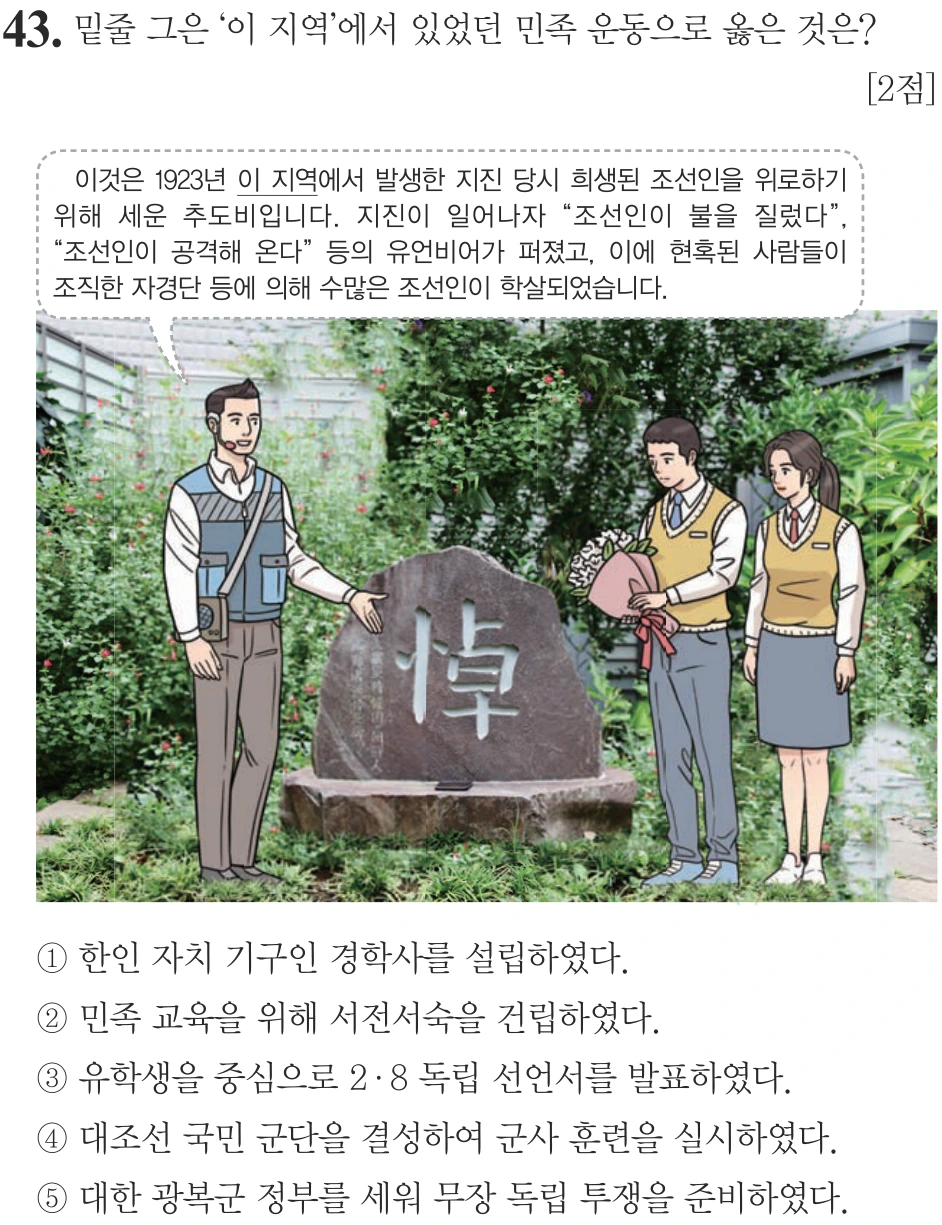 43. 밑줄 그은 ‘이 지역’에서 있었던 민족 운동으로 옳은 것은?
[2점]
이것은 1923년 이 지역에서 발생한 지진 당시 희생된 조선인을 위로하기
위해 세운 추도비입니다. 지진이 일어나자 “조선인이 불을 질렀다”,
“조선인이 공격해 온다” 등의 유언비어가 퍼졌고, 이에 현혹된 사람들이
조직한 자경단 등에 의해 수많은 조선인이 학살되었습니다.
悼
① 한인 자치 기구인 경학사를 설립하였다.
② 민족 교육을 위해 서전서숙을 건립하였다.
③ 유학생을 중심으로 2·8 독립 선언서를 발표하였다.
④ 대조선 국민 군단을 결성하여 군사 훈련을 실시하였다.
⑤ 대한 광복군 정부를 세워 무장 독립 투쟁을 준비하였다.